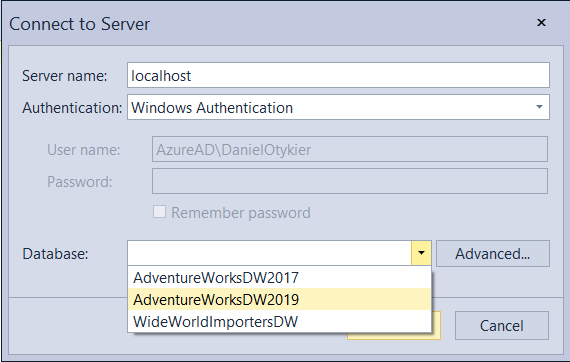 Connect to Server
Server name: localhost
Authentication: Windows Authentication
User name: AzureAD\DanielOtykier
Password:
Remember password
Database: Advanced...
AdventureWorksDW2017
AdventureWorksDW2019
WideWorldImportersDW
Cancel